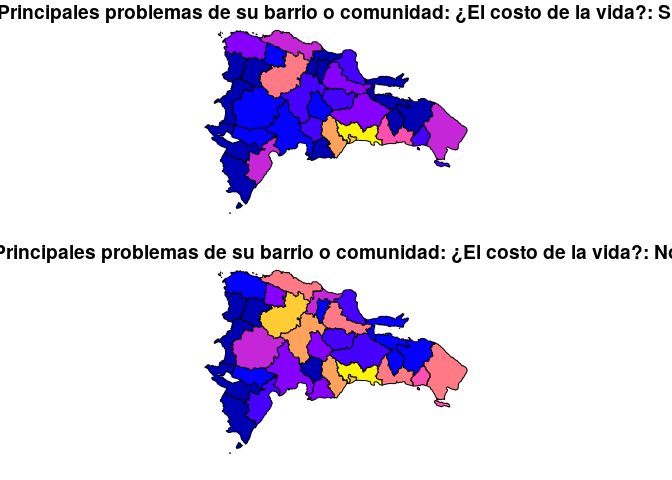 Principales problemas de su barrio o comunidad: ¿El costo de la vida?: S
Principales problemas de su barrio o comunidad: ¿El costo de la vida?: No